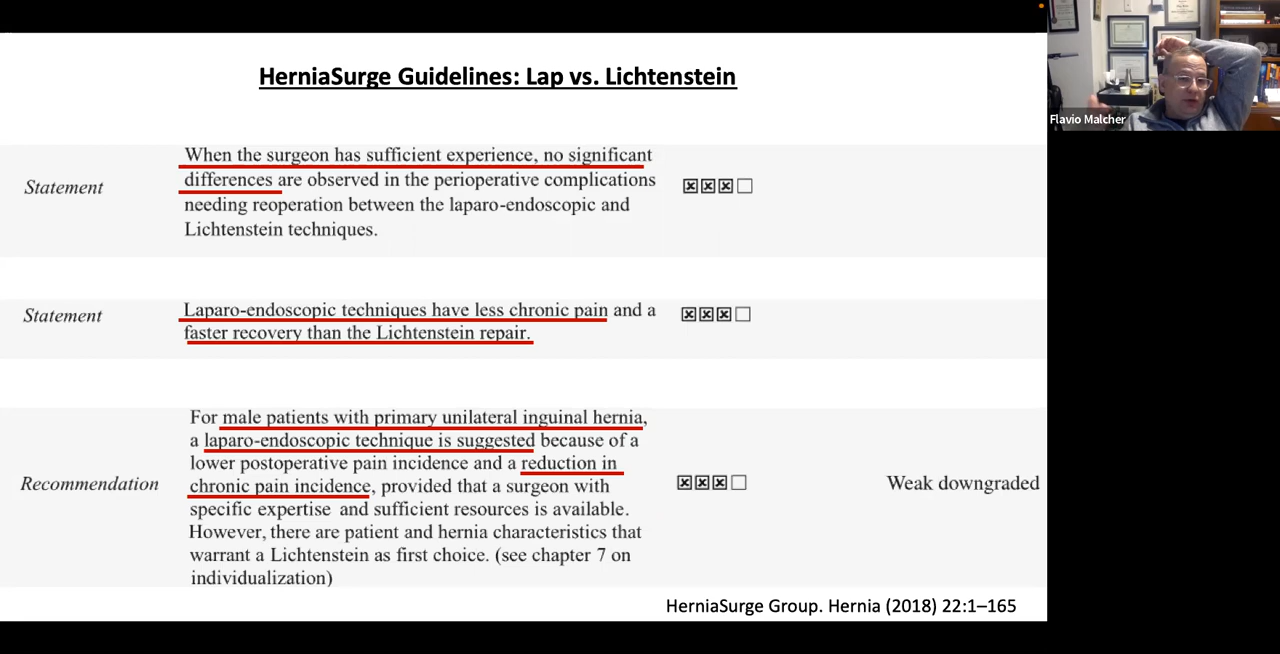 HerniaSurge Guidelines: Lap vs. Lichtenstein
Flavio Malcher
Statement
When the surgeon has sufficient experience, no significant
differences are observed in the perioperative complications
needing reoperation between the laparo-endoscopic and
Lichtenstein techniques.
Statement
Laparo-endoscopic techniques have less chronic pain and a
faster recovery than the Lichtenstein repair.
Recommendation
For male patients with primary unilateral inguinal hernia,
a laparo-endoscopic technique is suggested because of a
lower postoperative pain incidence and a reduction in
chronic pain incidence, provided that a surgeon with
specific expertise and sufficient resources is available.
However, there are patient and hernia characteristics that
warrant a Lichtenstein as first choice. (see chapter 7 on
individualization)
Weak downgraded
HerniaSurge Group. Hernia (2018) 22:1–165